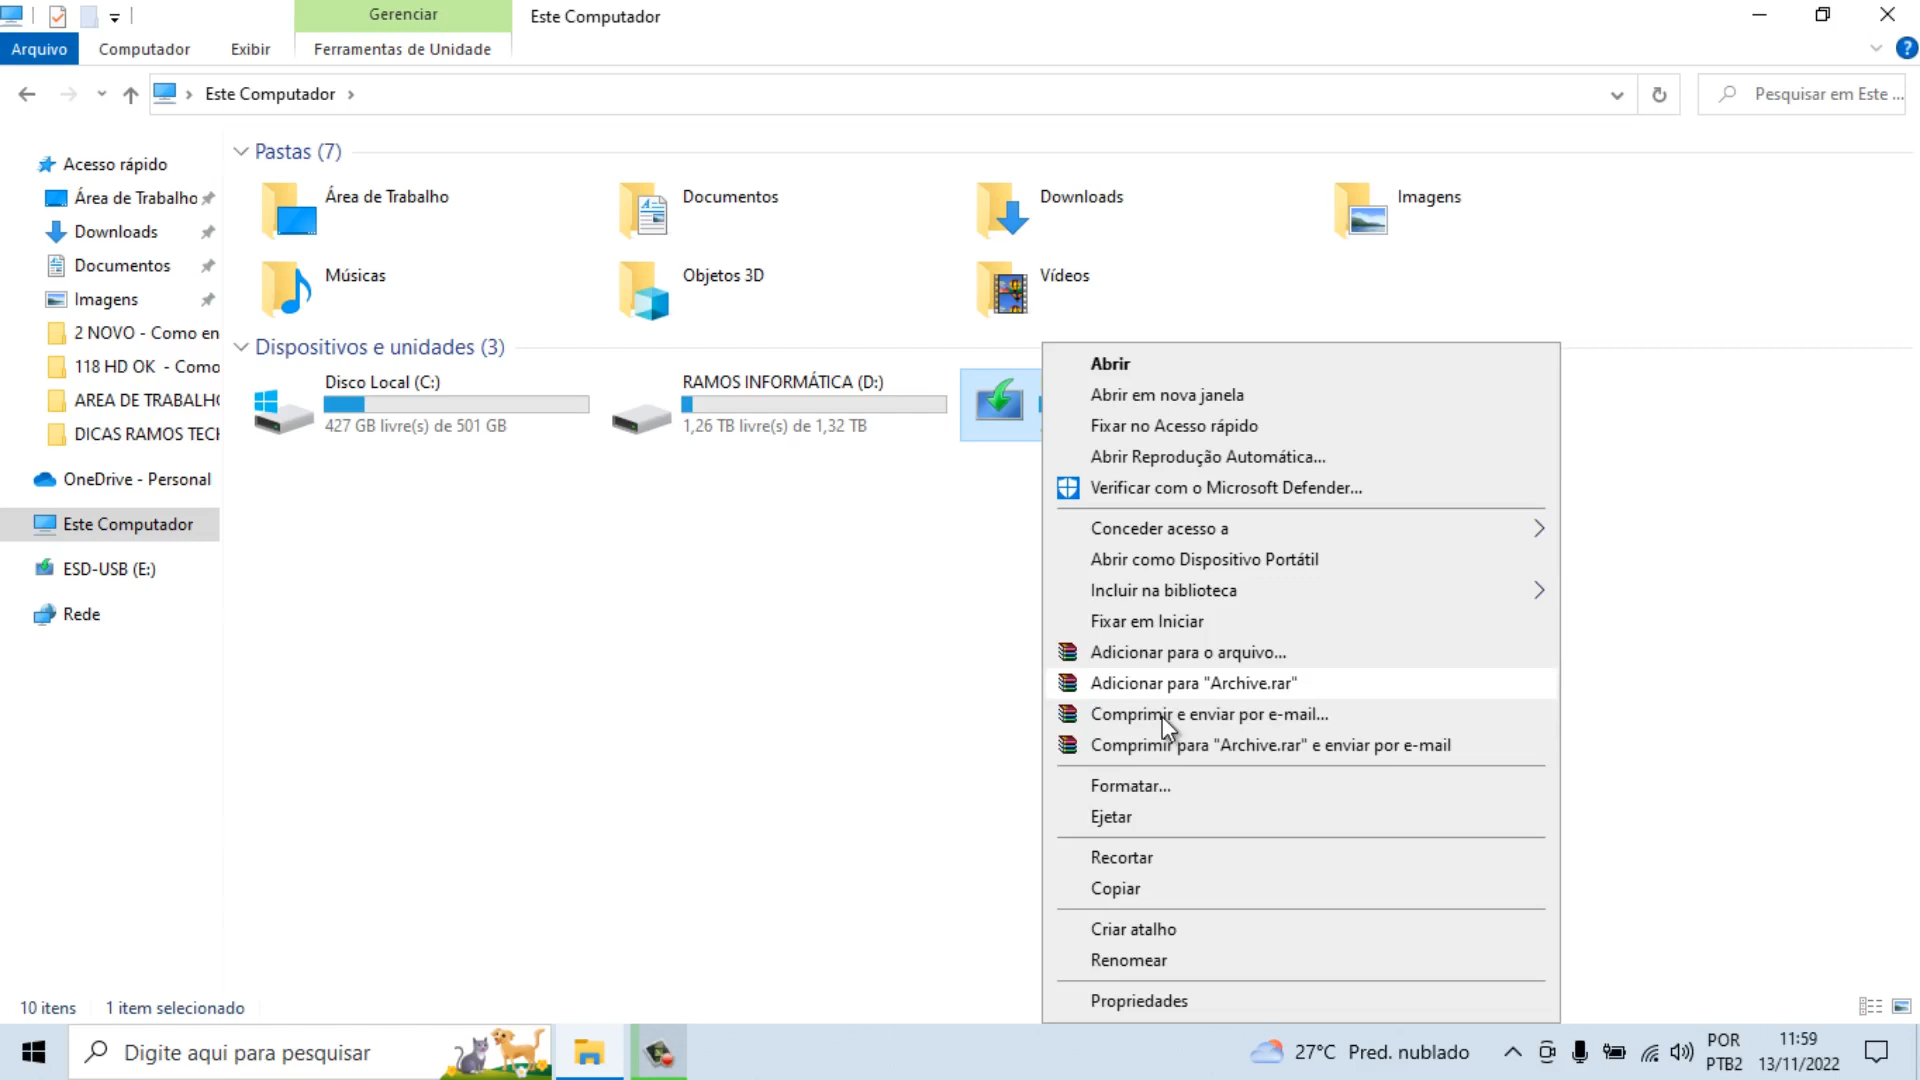 Gerenciar
Este Computador
Arquivo
Computador
Exibir
Ferramentas de Unidade
Este Computador
Pesquisar em Este ...
Acesso rápido
Área de Trabalho
Downloads
Documentos
Imagens
2 NOVO - Como en
118 HD OK - Como
AREA DE TRABALHO
DICAS RAMOS TECH
OneDrive - Personal
Este Computador
ESD-USB (E:)
Rede
Pastas (7)
Área de Trabalho
Documentos
Downloads
Imagens
Músicas
Objetos 3D
Vídeos
Dispositivos e unidades (3)
Disco Local (C:)
427 GB livre(s) de 501 GB
RAMOS INFORMÁTICA (D:)
1,26 TB livre(s) de 1,32 TB
Abrir
Abrir em nova janela
Fixar no Acesso rápido
Abrir Reprodução Automática...
Verificar com o Microsoft Defender...
Conceder acesso a
Abrir como Dispositivo Portátil
Incluir na biblioteca
Fixar em Iniciar
Adicionar para o arquivo...
Adicionar para "Archive.rar"
Comprimir e enviar por e-mail...
Comprimir para "Archive.rar" e enviar por e-mail
Formatar...
Ejetar
Recortar
Copiar
Criar atalho
Renomear
Propriedades
10 itens
1 item selecionado
Digite aqui para pesquisar
27°C Pred. nublado
POR
PTB2
11:59
13/11/2022